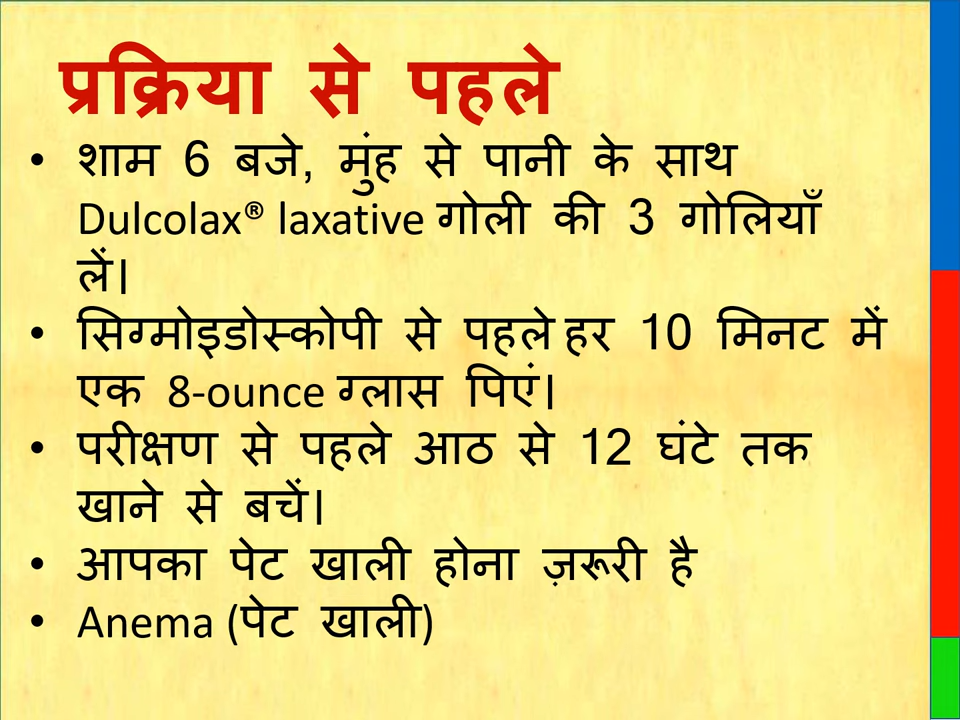 प्रक्रिया से पहले
• शाम 6 बजे, मुंह से पानी के साथ
Dulcolax® laxative गोली की 3 गोलियाँ
लें।
• सिग्मोइडोस्कोपी से पहले हर 10 मिनट में
एक 8-ounce ग्लास पिएं।
• परीक्षण से पहले आठ से 12 घंटे तक
खाने से बचें।
• आपका पेट खाली होना ज़रूरी है
• Anema (पेट खाली)